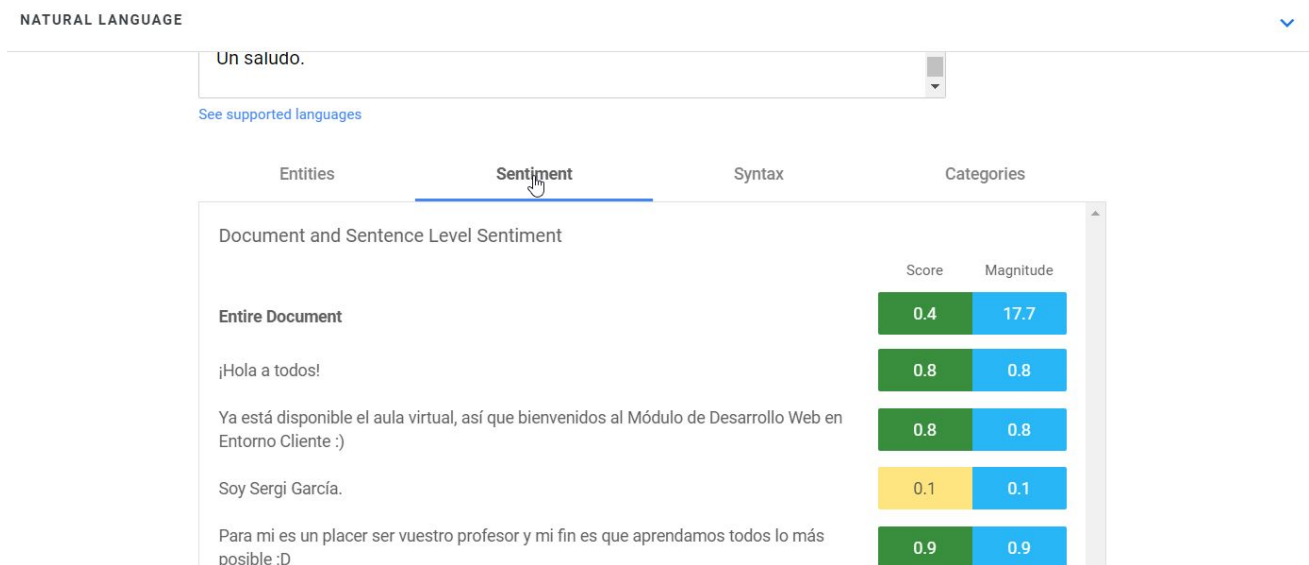 NATURAL LANGUAGE
Un saludo.
See supported languages
Entities Sentiment Syntax Categories
Document and Sentence Level Sentiment
Score Magnitude
Entire Document 0.4 17.7
¡Hola a todos! 0.8 0.8
Ya está disponible el aula virtual, así que bienvenidos al Módulo de Desarrollo Web en
Entorno Cliente :) 0.8 0.8
Soy Sergi García. 0.1 0.1
Para mi es un placer ser vuestro profesor y mi fin es que aprendamos todos lo más
posible :D 0.9 0.9